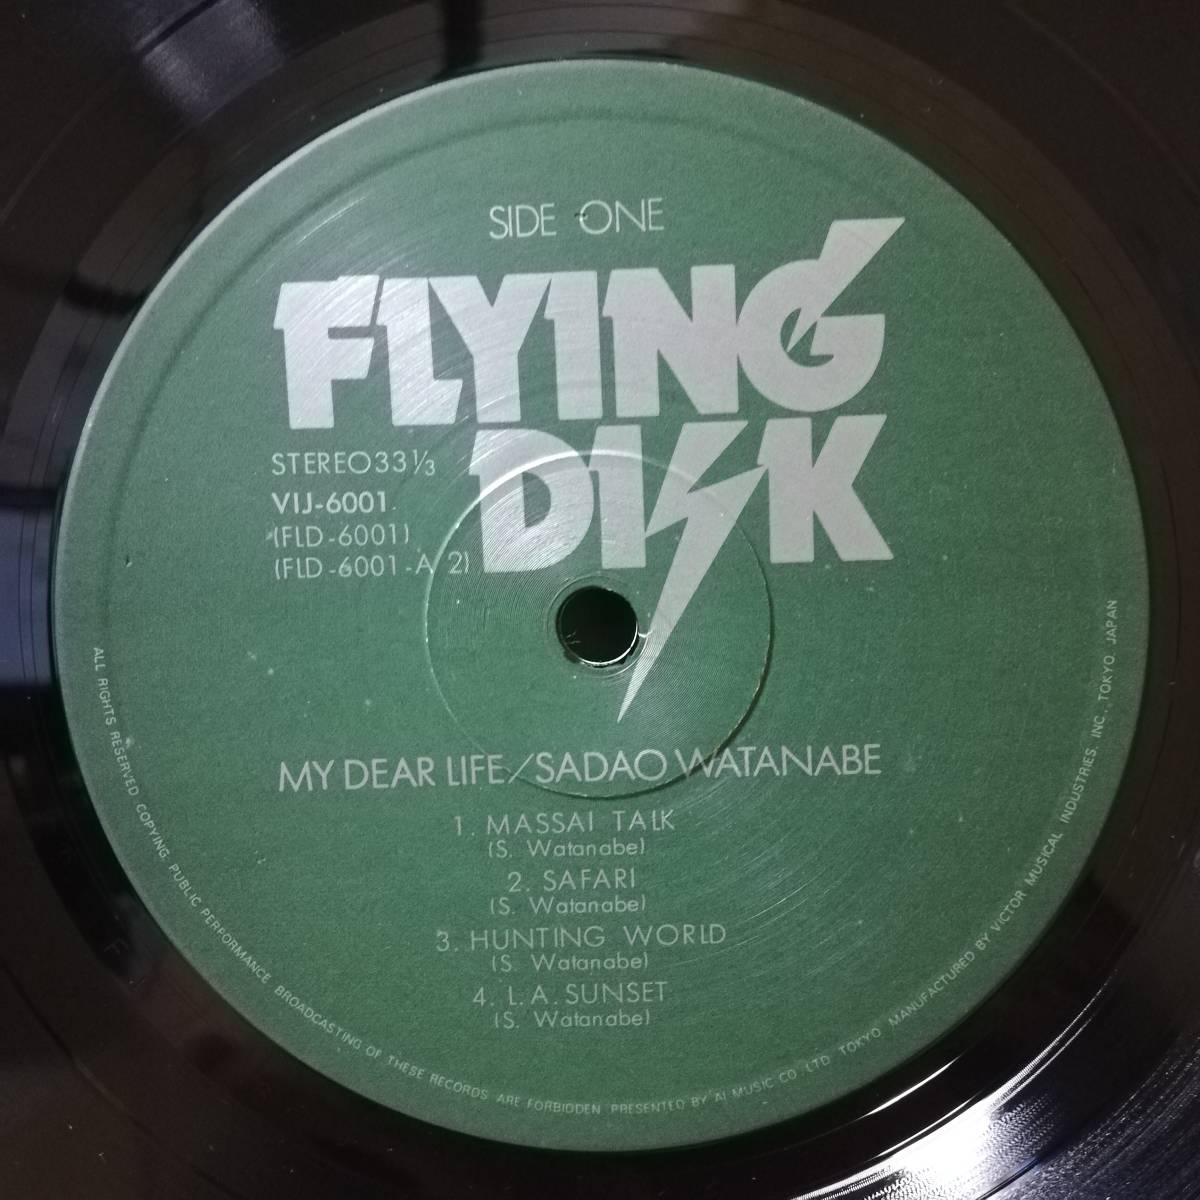 SIDE ONE
FLYING
DISK
STEREO 33 1/3
VIJ-6001
(FLD-6001)
(FLD-6001-A 2)
MY DEAR LIFE/SADAO WATANABE
1. MASSAI TALK
(S. Watanabe)
2. SAFARI
(S. Watanabe)
3. HUNTING WORLD
(S. Watanabe)
4. L.A. SUNSET
(S. Watanabe)
ALL RIGHTS RESERVED COPYING, PUBLIC PERFORMANCE BROADCASTING OF THESE RECORDS ARE FORBIDDEN PRESENTED BY AI MUSIC CO., LTD. TOKYO. MANUFACTURED BY VICTOR MUSICAL INDUSTRIES, INC., TOKYO, JAPAN